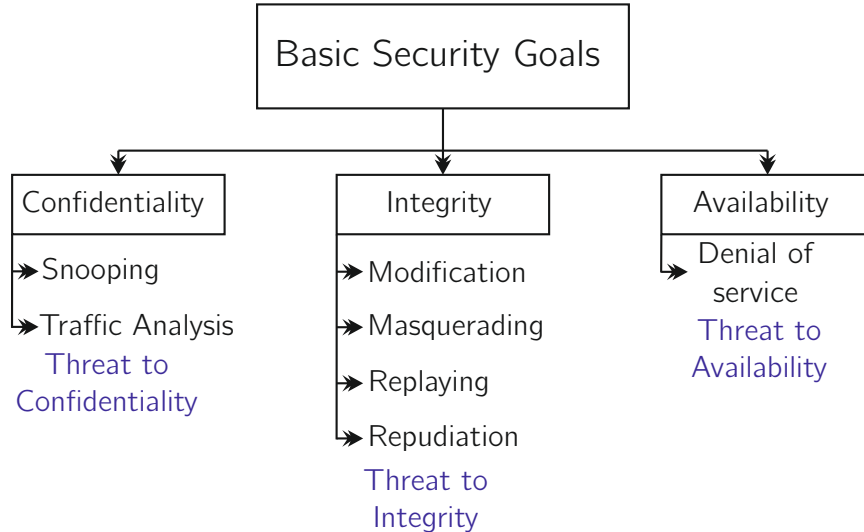 Basic Security Goals
Confidentiality
Snooping
Traffic Analysis
Threat to
Confidentiality
Integrity
Modification
Masquerading
Replaying
Repudiation
Threat to
Integrity
Availability
Denial of
service
Threat to
Availability